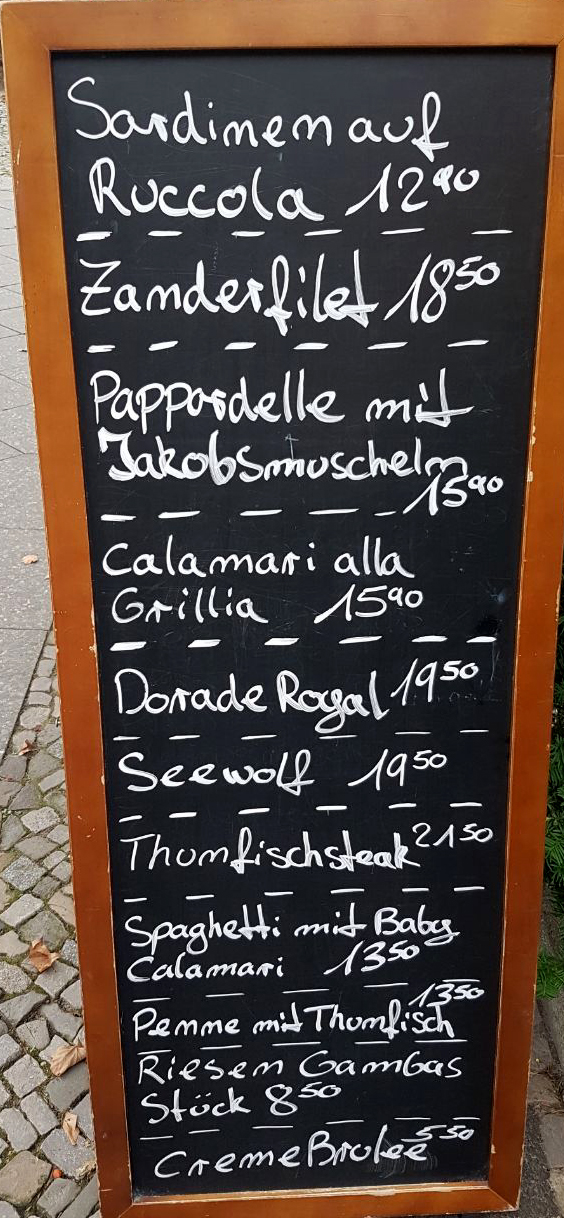 Sardinen auf
Ruccola 12 90
Zanderfilet 18 50
Pappardelle mit
Jakobsmuscheln
15 90
Calamari alla
Grillia 15 90
Dorade Royal 19 50
Seewolf 19 50
Thunfischsteak 21 50
Spaghetti mit Baby
Calamari 13 50
13 50
Penne mit Thunfisch
Riesen Gambas
Stück 8 50
Creme Brulee 5 50